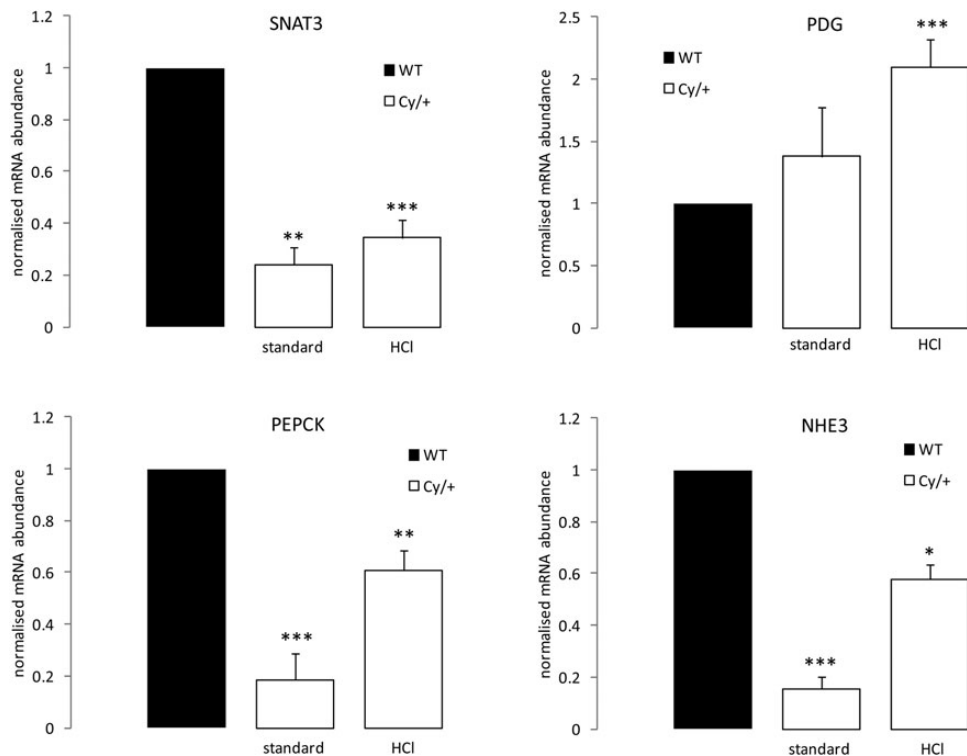 SNAT3
normalised mRNA abundance
1.2
1
0.8
0.6
0.4
0.2
0
WT
Cy/+
**
***
standard
HCl
PDG
normalised mRNA abundance
2.5
2
1.5
1
0.5
0
WT
Cy/+
***
standard
HCl
PEPCK
normalised mRNA abundance
1.2
1
0.8
0.6
0.4
0.2
0
WT
Cy/+
***
**
standard
HCl
NHE3
normalised mRNA abundance
1.2
1
0.8
0.6
0.4
0.2
0
WT
Cy/+
***
*
standard
HCl